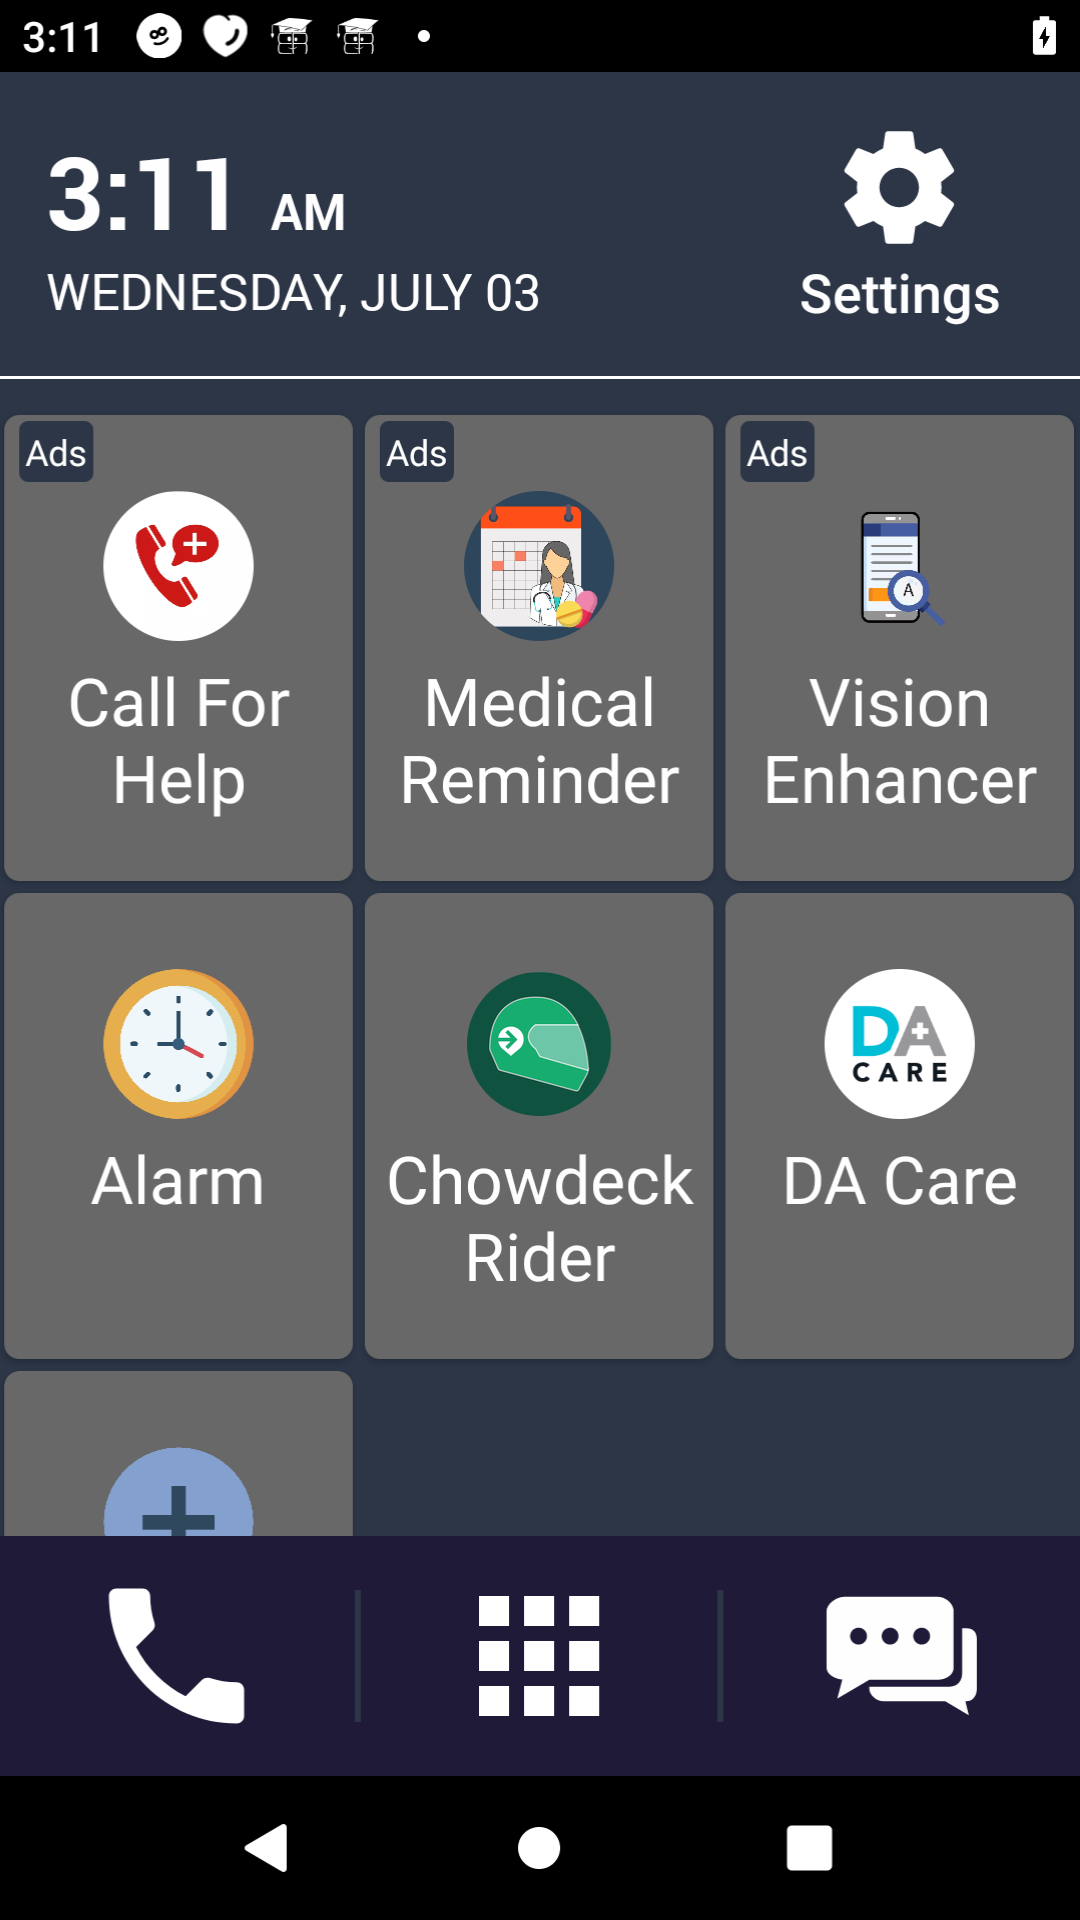 3:11
3:11 AM
WEDNESDAY, JULY 03
Settings
Ads
Ads
Ads
A
Call For
Help
Medical
Reminder
Vision
Enhancer
DA
CARE
Alarm
Chowdeck
Rider
DA Care